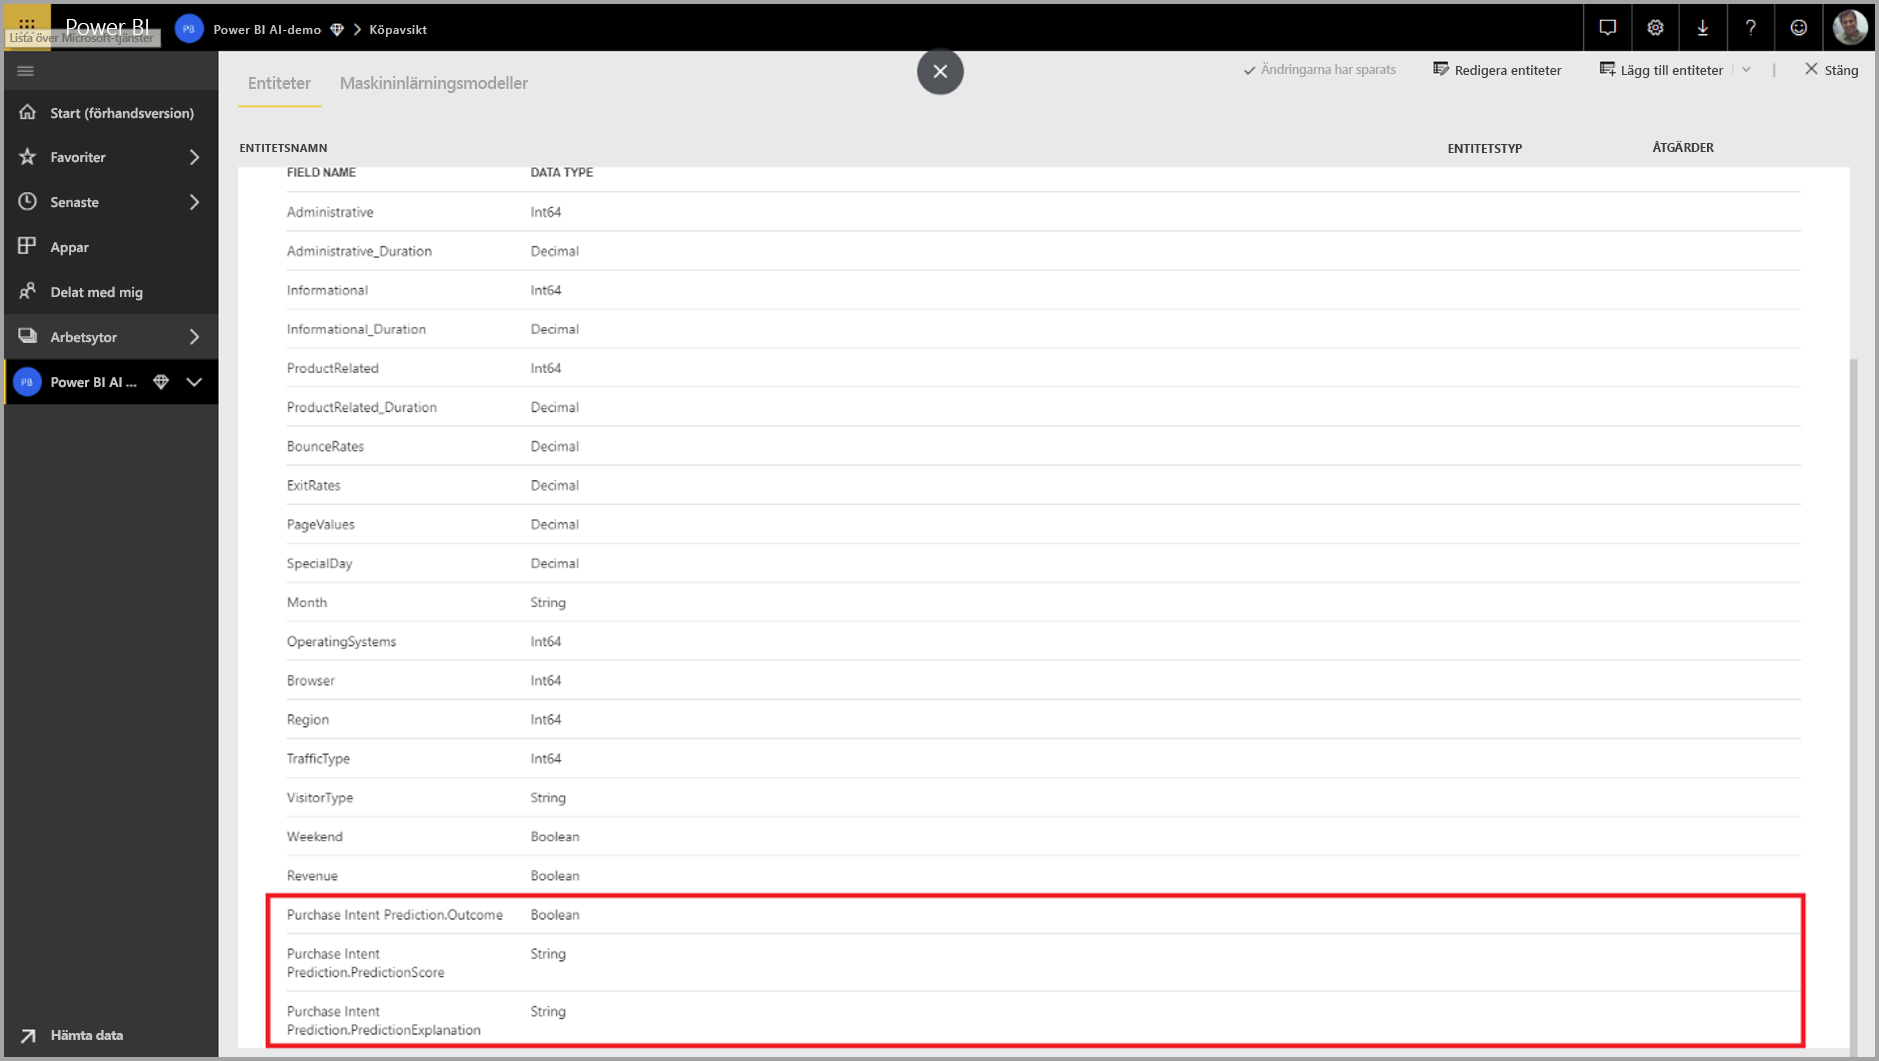 Power BI
Lista över Microsoft-tjänster
PB
Power BI AI-demo
Köpavsikt
Start (förhandsversion)
Favoriter
Senaste
Appar
Delat med mig
Arbetsytor
PB Power BI AI ...
Hämta data
Entiteter Maskininlärningsmodeller
Ändringarna har sparats
Redigera entiteter
Lägg till entiteter
|
Stäng
ENTITETSNAMN ENTITETSTYP ÅTGÄRDER
FIELD NAME DATA TYPE
Administrative Int64
Administrative_Duration Decimal
Informational Int64
Informational_Duration Decimal
ProductRelated Int64
ProductRelated_Duration Decimal
BounceRates Decimal
ExitRates Decimal
PageValues Decimal
SpecialDay Decimal
Month String
OperatingSystems Int64
Browser Int64
Region Int64
TrafficType Int64
VisitorType String
Weekend Boolean
Revenue Boolean
Purchase Intent Prediction.Outcome Boolean
Purchase Intent String
Prediction.PredictionScore
Purchase Intent String
Prediction.PredictionExplanation